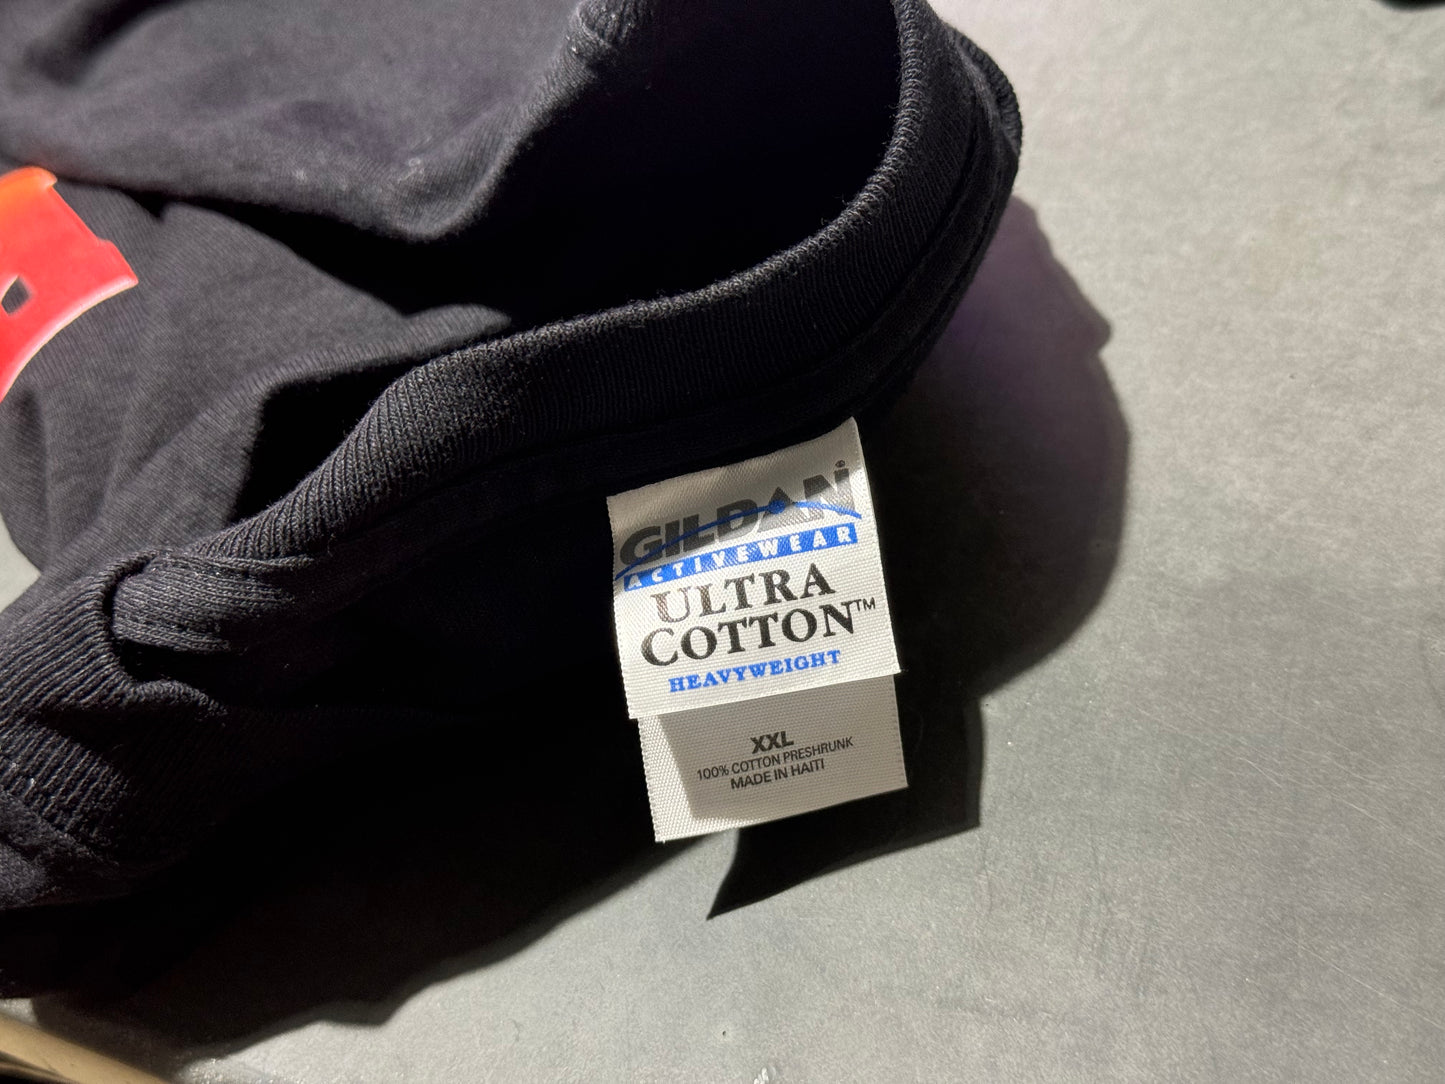 GILDAN®
ACTIVEWEAR
ULTRA
COTTON™
HEAVYWEIGHT
XXL
100% COTTON PRESHRUNK
MADE IN HAITI